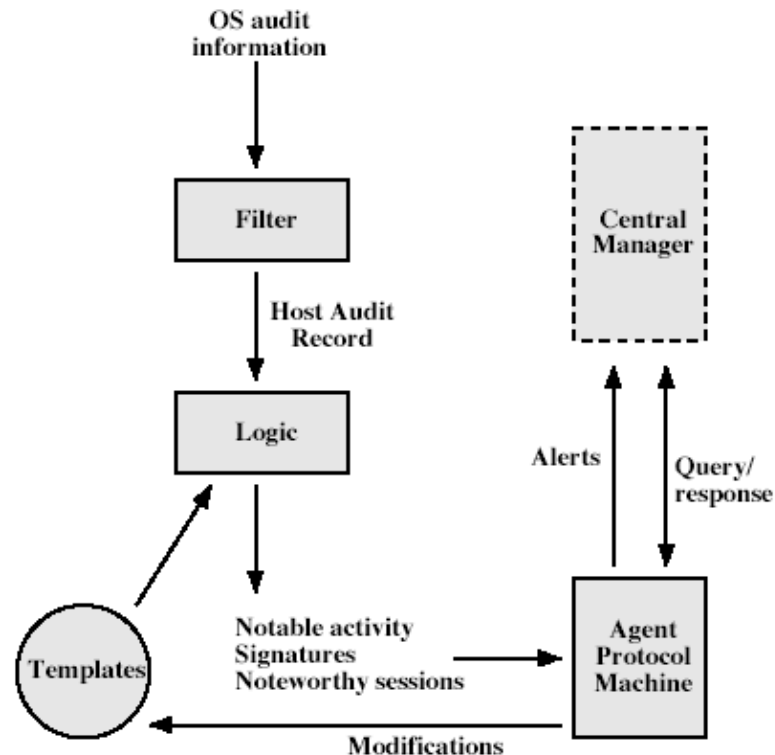 OS audit
information
Filter
Central
Manager
Host Audit
Record
Logic
Alerts
Query/
response
Notable activity
Signatures
Noteworthy sessions
Agent
Protocol
Machine
Templates
Modifications